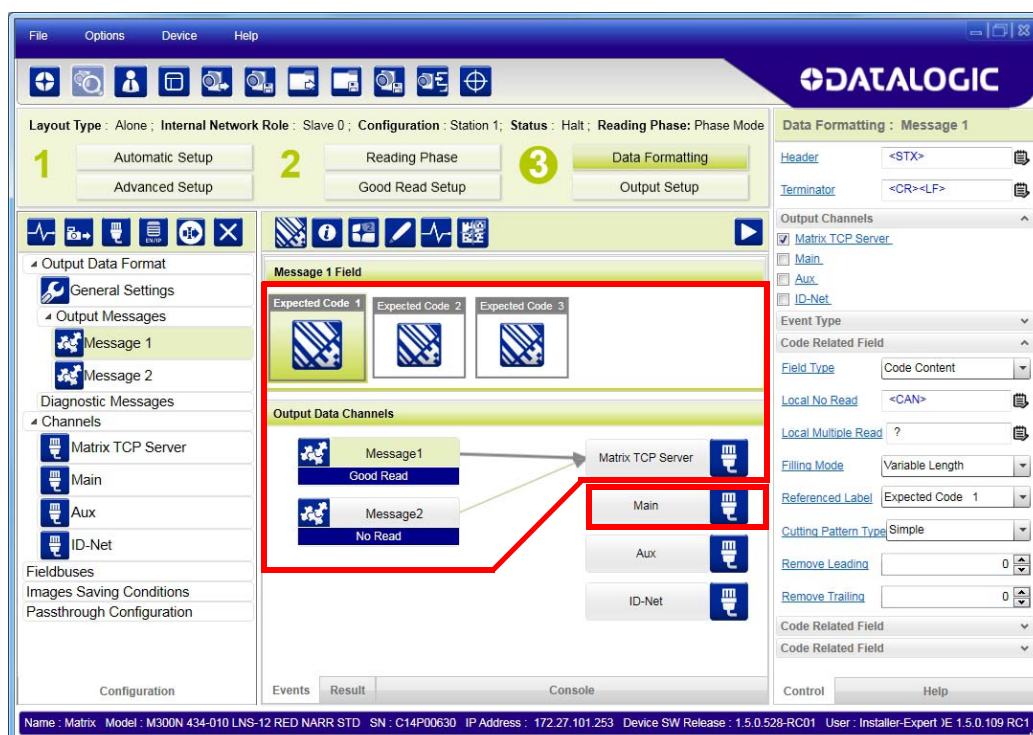 File Options Device Help
DATALOGIC
Layout Type : Alone ; Internal Network Role : Slave 0 ; Configuration : Station 1; Status : Halt ; Reading Phase: Phase Mode
1 Automatic Setup 2 Reading Phase 3 Data Formatting
Advanced Setup Good Read Setup Output Setup
Output Data Format
General Settings
Output Messages
Message 1
Message 2
Diagnostic Messages
Channels
Matrix TCP Server
Main
Aux
ID-Net
Fieldbuses
Images Saving Conditions
Passthrough Configuration
Configuration
Message 1 Field
Expected Code 1 Expected Code 2 Expected Code 3
Output Data Channels
Message1
Good Read
Message2
No Read
Matrix TCP Server
Main
Aux
ID-Net
Events Result Console
Data Formatting : Message 1
Header <STX>
Terminator <CR><LF>
Output Channels
Matrix TCP Server
Main
Aux
ID-Net
Event Type
Code Related Field
Field Type Code Content
Local No Read <CAN>
Local Multiple Read ?
Filling Mode Variable Length
Referenced Label Expected Code 1
Cutting Pattern Type Simple
Remove Leading 0
Remove Trailing 0
Code Related Field
Code Related Field
Control Help
Name : Matrix Model : M300N 434-010 LNS-12 RED NARR STD SN : C14P00630 IP Address : 172.27.101.253 Device SW Release : 1.5.0.528-RC01 User : Installer-Expert )E 1.5.0.109 RC1